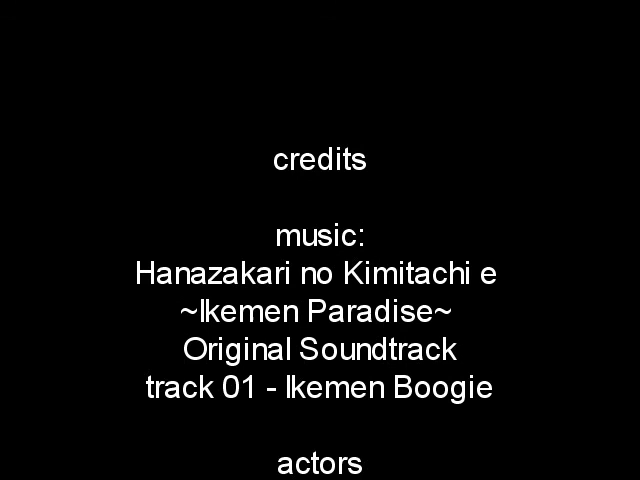 credits
music:
Hanazakari no Kimitachi e
~Ikemen Paradise~
Original Soundtrack
track 01 - Ikemen Boogie
actors